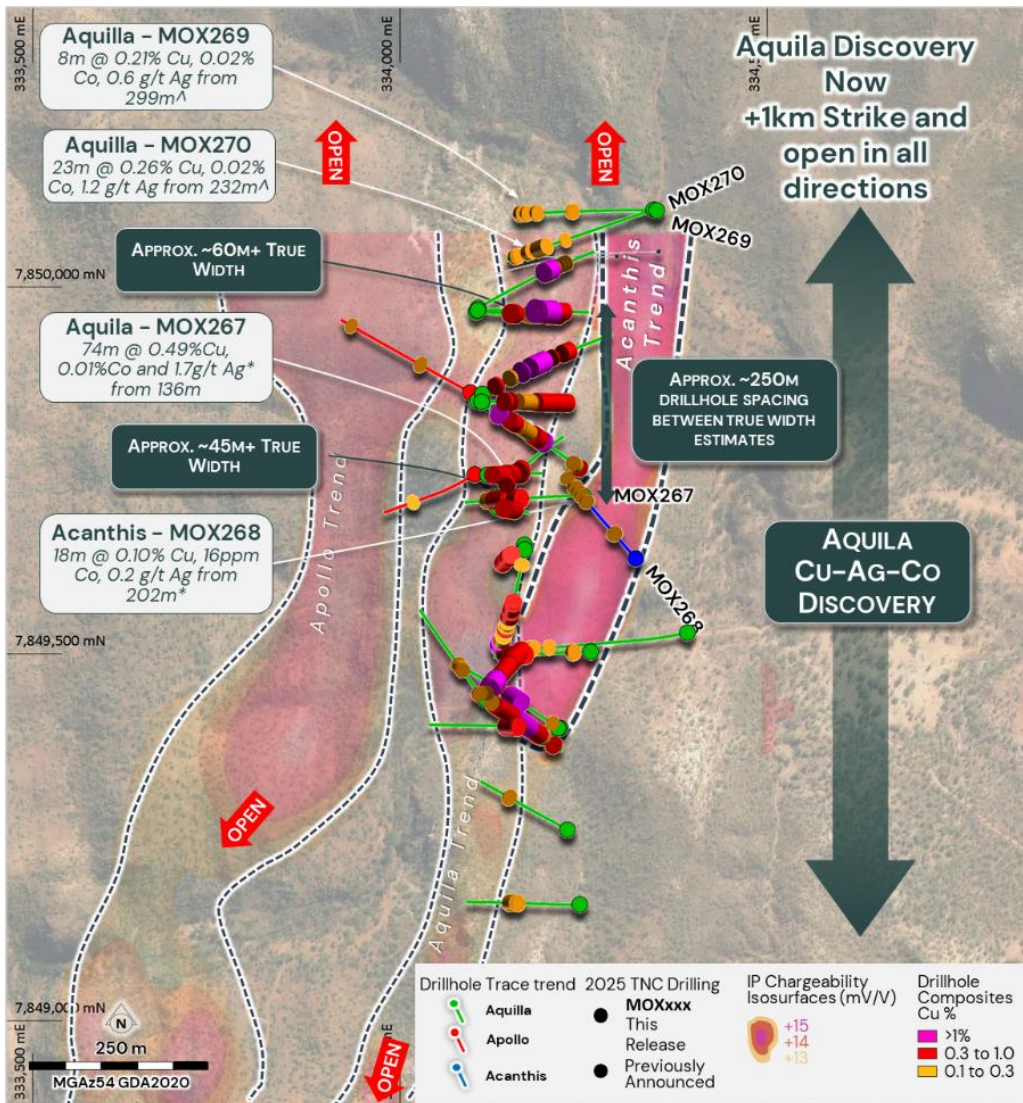 333,500 mE
334,000 mE
334,5
Aquilla - MOX269
8m @ 0.21% Cu, 0.02%
Co, 0.6 g/t Ag from
299m^
Aquilla - MOX270
23m @ 0.26% Cu, 0.02%
Co, 1.2 g/t Ag from 232m^
Aquila Discovery
Now
+1km Strike and
open in all
directions
OPEN
OPEN
MOX270
MOX269
APPROX. ~60M+ TRUE
WIDTH
7,850,000 mN
Acanthis
Trend
Aquila - MOX267
74m @ 0.49%Cu,
0.01%Co and 1.7g/t Ag*
from 136m
APPROX. ~250M
DRILLHOLE SPACING
BETWEEN TRUE WIDTH
ESTIMATES
APPROX. ~45M+ TRUE
WIDTH
Apollo Trend
MOX267
Acanthis - MOX268
18m @ 0.10% Cu, 16ppm
Co, 0.2 g/t Ag from
202m*
MOX268
AQUILA
CU-AG-CO
DISCOVERY
7,849,500 mN
OPEN
Aquila Trend
7,849,000 mN
N
250 m
MGAz54 GDA2020
333,500 mE
mE
OPEN
Drillhole Trace trend
Aquilla
Apollo
Acanthis
2025 TNC Drilling
MOXxxx
This
Release
Previously
Announced
IP Chargeability
Isosurfaces (mV/V)
+15
+14
+13
Drillhole
Composites
Cu %
>1%
0.3 to 1.0
0.1 to 0.3